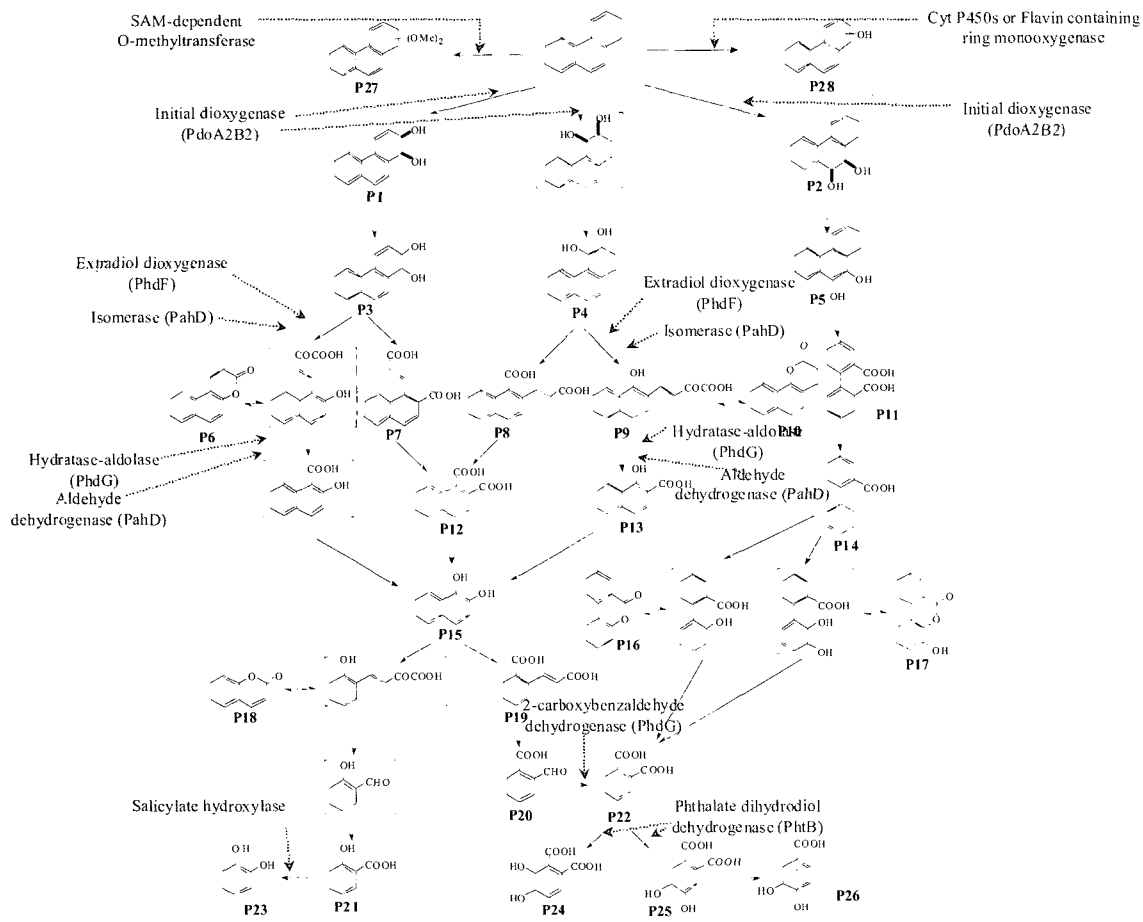 SAM-dependent
O-methyltransferase
(OMe)2
P27
OH
P28
Cyt P450s or Flavin containing
ring monooxygenase
Initial dioxygenase
(PdoA2B2)
Initial dioxygenase
(PdoA2B2)
OH
OH
P1
OH
HO
OH
OH
P2
OH
OH
P3
OH
HO
P4
OH
OH
P5
Extradiol dioxygenase
(PhdF)
Isomerase (PahD)
Extradiol dioxygenase
(PhdF)
Isomerase (PahD)
O
O
P6
COCOOH
OH
COOH
COOH
P7
COOH
COOH
P8
OH
COCOOH
P9
O
O
P10
COOH
COOH
P11
Hydratase-aldolase
(PhdG)
Aldehyde
dehydrogenase (PahD)
Hydratase-aldolase
(PhdG)
Aldehyde
dehydrogenase (PahD)
COOH
OH
COOH
COOH
P12
OH
COOH
P13
COOH
P14
OH
OH
P15
O
O
P16
COOH
OH
COOH
OH
OH
O
O
OH
P17
O
O
P18
OH
COCOOH
COOH
COOH
P19
2-carboxybenzaldehyde
dehydrogenase (PhdG)
OH
CHO
COOH
CHO
P20
COOH
COOH
P22
Salicylate hydroxylase
Phthalate dihydrodiol
dehydrogenase (PhtB)
OH
OH
P23
OH
COOH
P21
COOH
COOH
HO
HO
P24
COOH
COOH
HO
OH
P25
COOH
HO
OH
P26